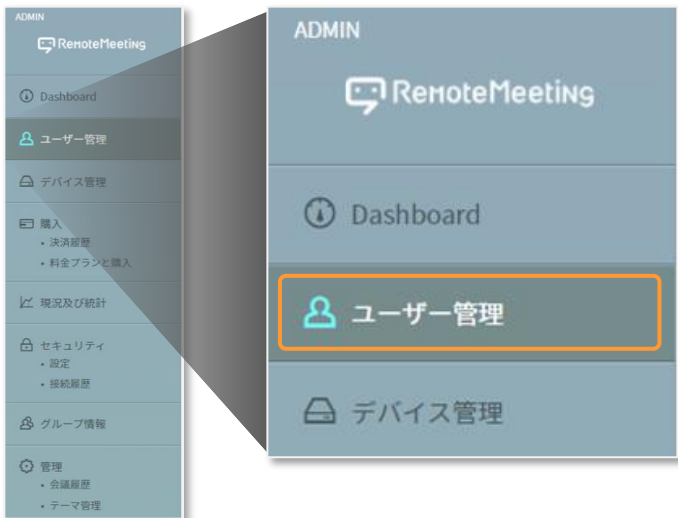 ADMIN
RemoteMeeting
Dashboard
ユーザー管理
デバイス管理
購入
・決済履歴
・料金プランと購入
現況及び統計
セキュリティ
・設定
・接続履歴
グループ情報
管理
・会議履歴
・テーマ管理
ADMIN
RemoteMeeting
Dashboard
ユーザー管理
デバイス管理